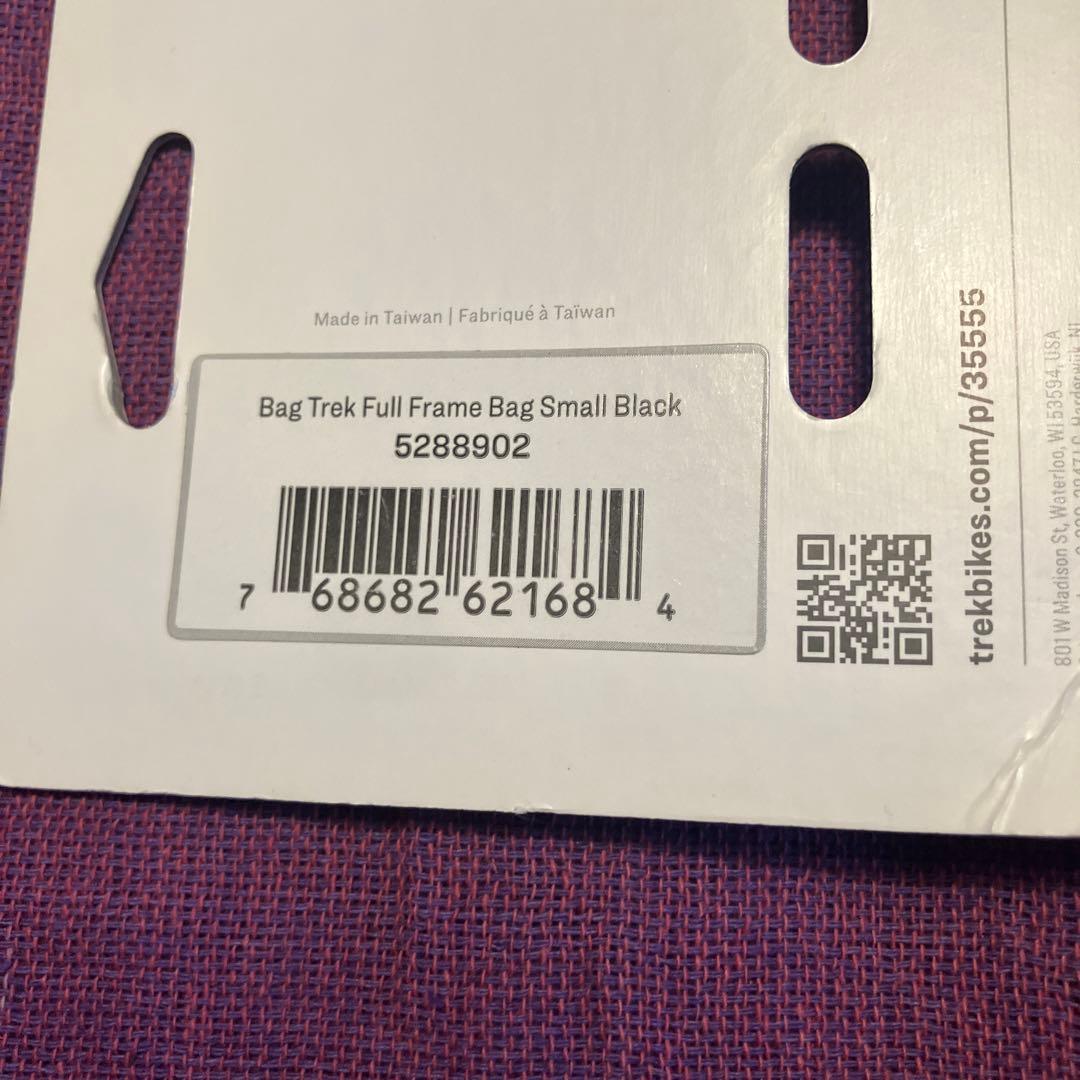 Made in Taiwan | Fabriqué à Taïwan
Bag Trek Full Frame Bag Small Black
5288902
7 68682 62168 4
trekbikes.com/p/35555
801 W Madison St, Waterloo, WI 53594, USA